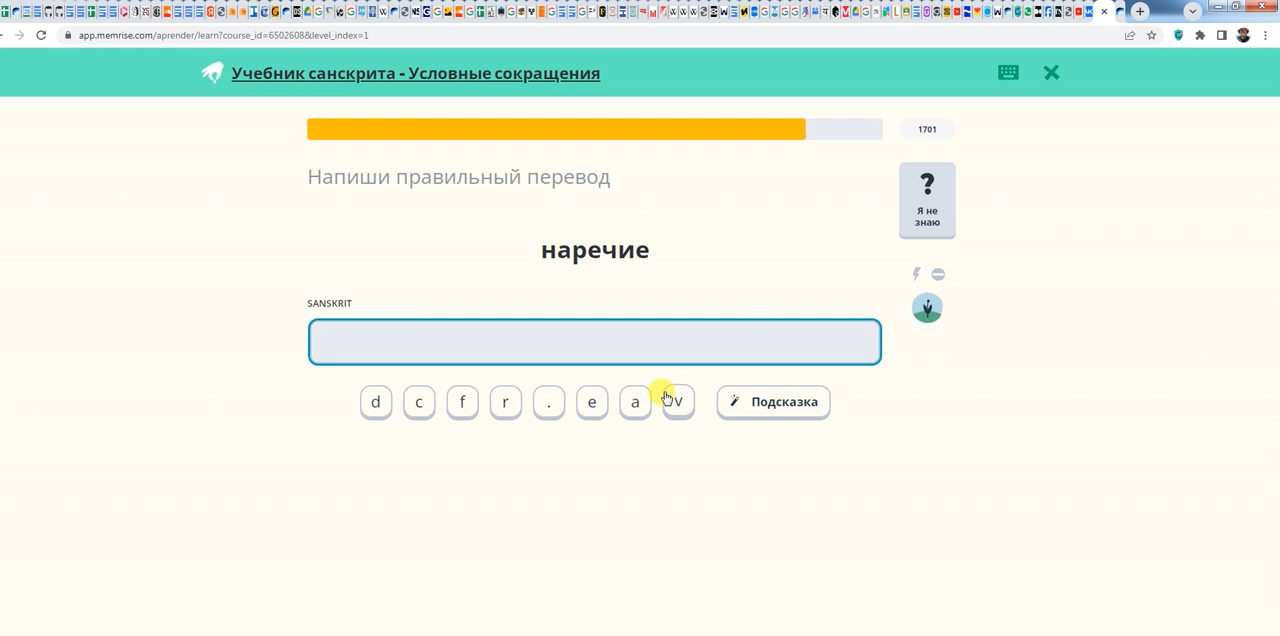 app.memrise.com/aprender/learn?course_id=6502608&level_index=1
Учебник санскрита - Условные сокращения
1701
Напиши правильный перевод
?
Я не
знаю
наречие
SANSKRIT
d c f r . e a v Подсказка